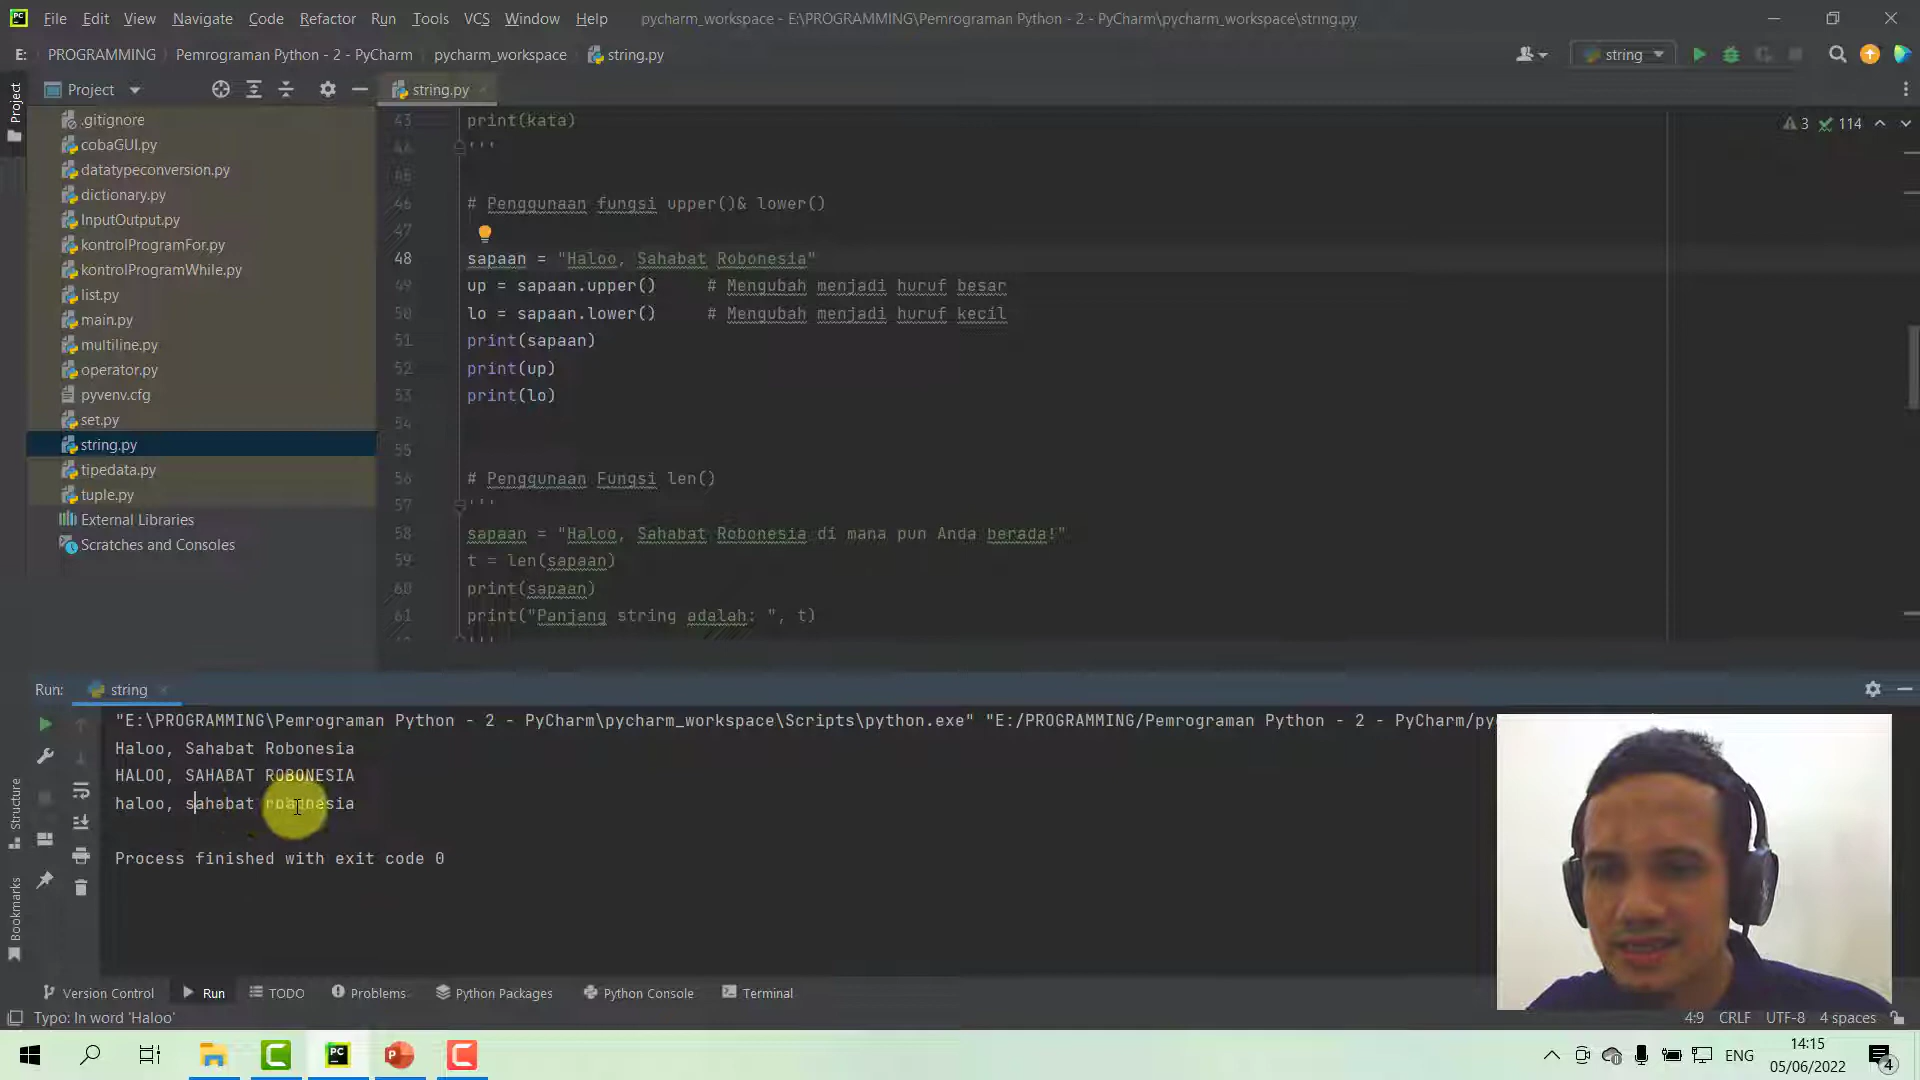 File Edit View Navigate Code Refactor Run Tools VCS Window Help pycharm_workspace - E:\PROGRAMMING\Pemrograman Python - 2 - PyCharm\pycharm_workspace\string.py
E: PROGRAMMING Pemrograman Python - 2 - PyCharm pycharm_workspace string.py string
Project
Project
string.py
.gitignore
cobaGUI.py
datatypeconversion.py
dictionary.py
InputOutput.py
kontrolProgramFor.py
kontrolProgramWhile.py
list.py
main.py
multiline.py
operator.py
pyvenv.cfg
set.py
string.py
tipedata.py
tuple.py
External Libraries
Scratches and Consoles
3 114
43 print(kata)
44 '''
45
46 # Penggunaan fungsi upper()& lower()
47
48 sapaan = "Haloo, Sahabat Robonesia"
49 up = sapaan.upper() # Mengubah menjadi huruf besar
50 lo = sapaan.lower() # Mengubah menjadi huruf kecil
51 print(sapaan)
52 print(up)
53 print(lo)
54
55
56 # Penggunaan Fungsi len()
57 '''
58 sapaan = "Haloo, Sahabat Robonesia di mana pun Anda berada!"
59 t = len(sapaan)
60 print(sapaan)
61 print("Panjang string adalah: ", t)
Run: string
"E:\PROGRAMMING\Pemrograman Python - 2 - PyCharm\pycharm_workspace\Scripts\python.exe" "E:/PROGRAMMING/Pemrograman Python - 2 - PyCharm/py
Haloo, Sahabat Robonesia
HALOO, SAHABAT ROBONESIA
haloo, sahabat robonesia
Process finished with exit code 0
Structure
Bookmarks
Version Control Run TODO Problems Python Packages Python Console Terminal
Typo: In word 'Haloo' 4:9 CRLF UTF-8 4 spaces
ENG
14:15
05/06/2022
4